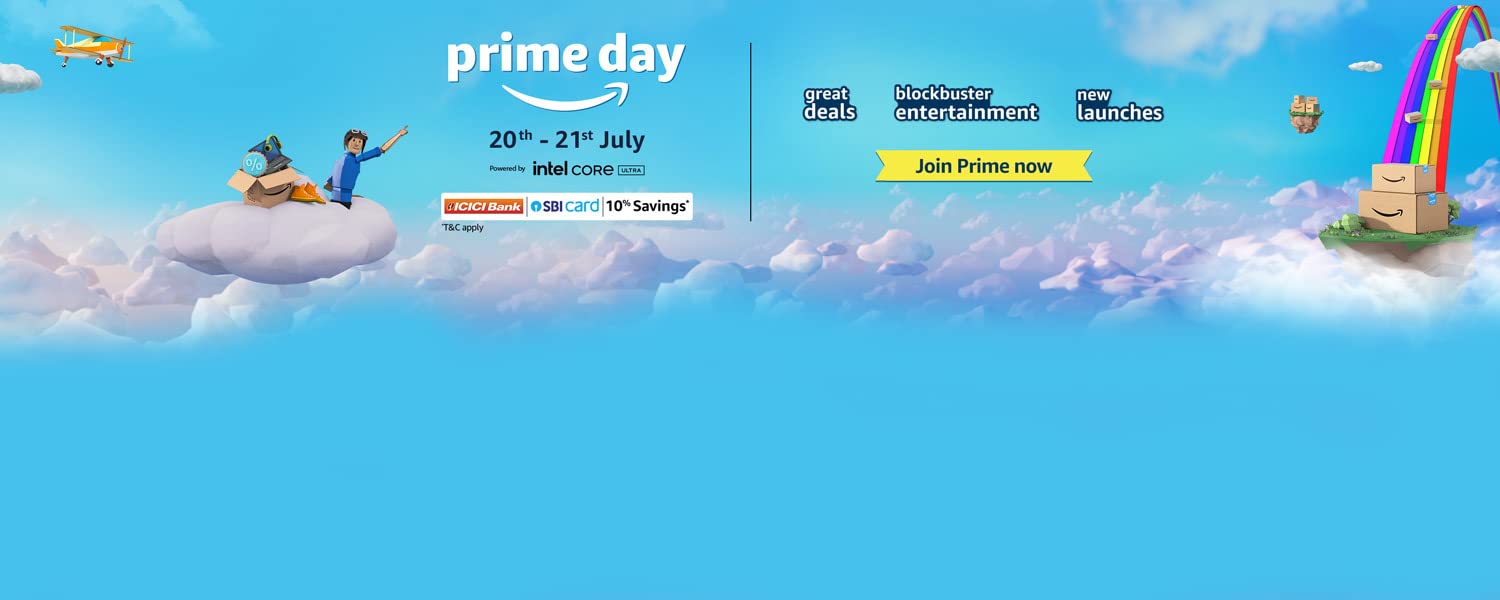 prime day
20th - 21st July
Powered by intel CORE ULTRA
ICICI Bank SBI card 10% Savings*
*T&C apply
great deals
blockbuster entertainment
new launches
Join Prime now
%